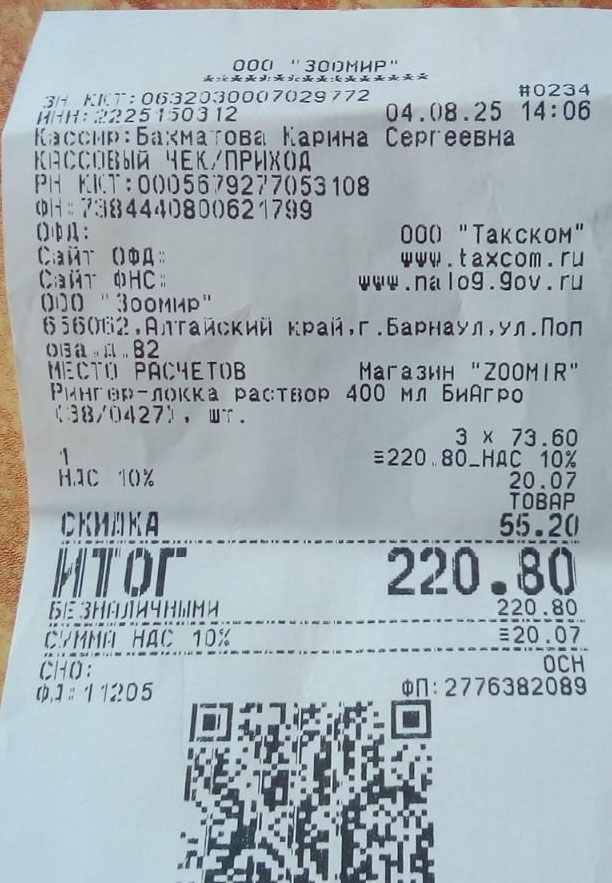 ООО "ЗООМИР"
************************
ЗН ККТ:0632030007029772 #0234
ИНН:2225150312 04.08.25 14:06
Кассир:Бахматова Карина Сергеевна
КАССОВЫЙ ЧЕК/ПРИХОД
РН ККТ:0005679277053108
ФН:7384440800621799
ОФД: ООО "Такском"
Сайт ОФД: www.taxcom.ru
Сайт ФНС: www.nalog.gov.ru
ООО "Зоомир"
656062,Алтайский край,г.Барнаул,ул.Поп
ова,д.82
МЕСТО РАСЧЕТОВ Магазин "ZOOMIR"
Рингер-локка раствор 400 мл БиАгро
(38/0427), шт.
3 x 73.60
1 =220.80_НДС 10%
НДС 10% 20.07
ТОВАР
СКИДКА 55.20
ИТОГ 220.80
БЕЗНАЛИЧНЫМИ 220.80
СУММА НДС 10% =20.07
СНО: ОСН
ФД:11205 ФП:2776382089